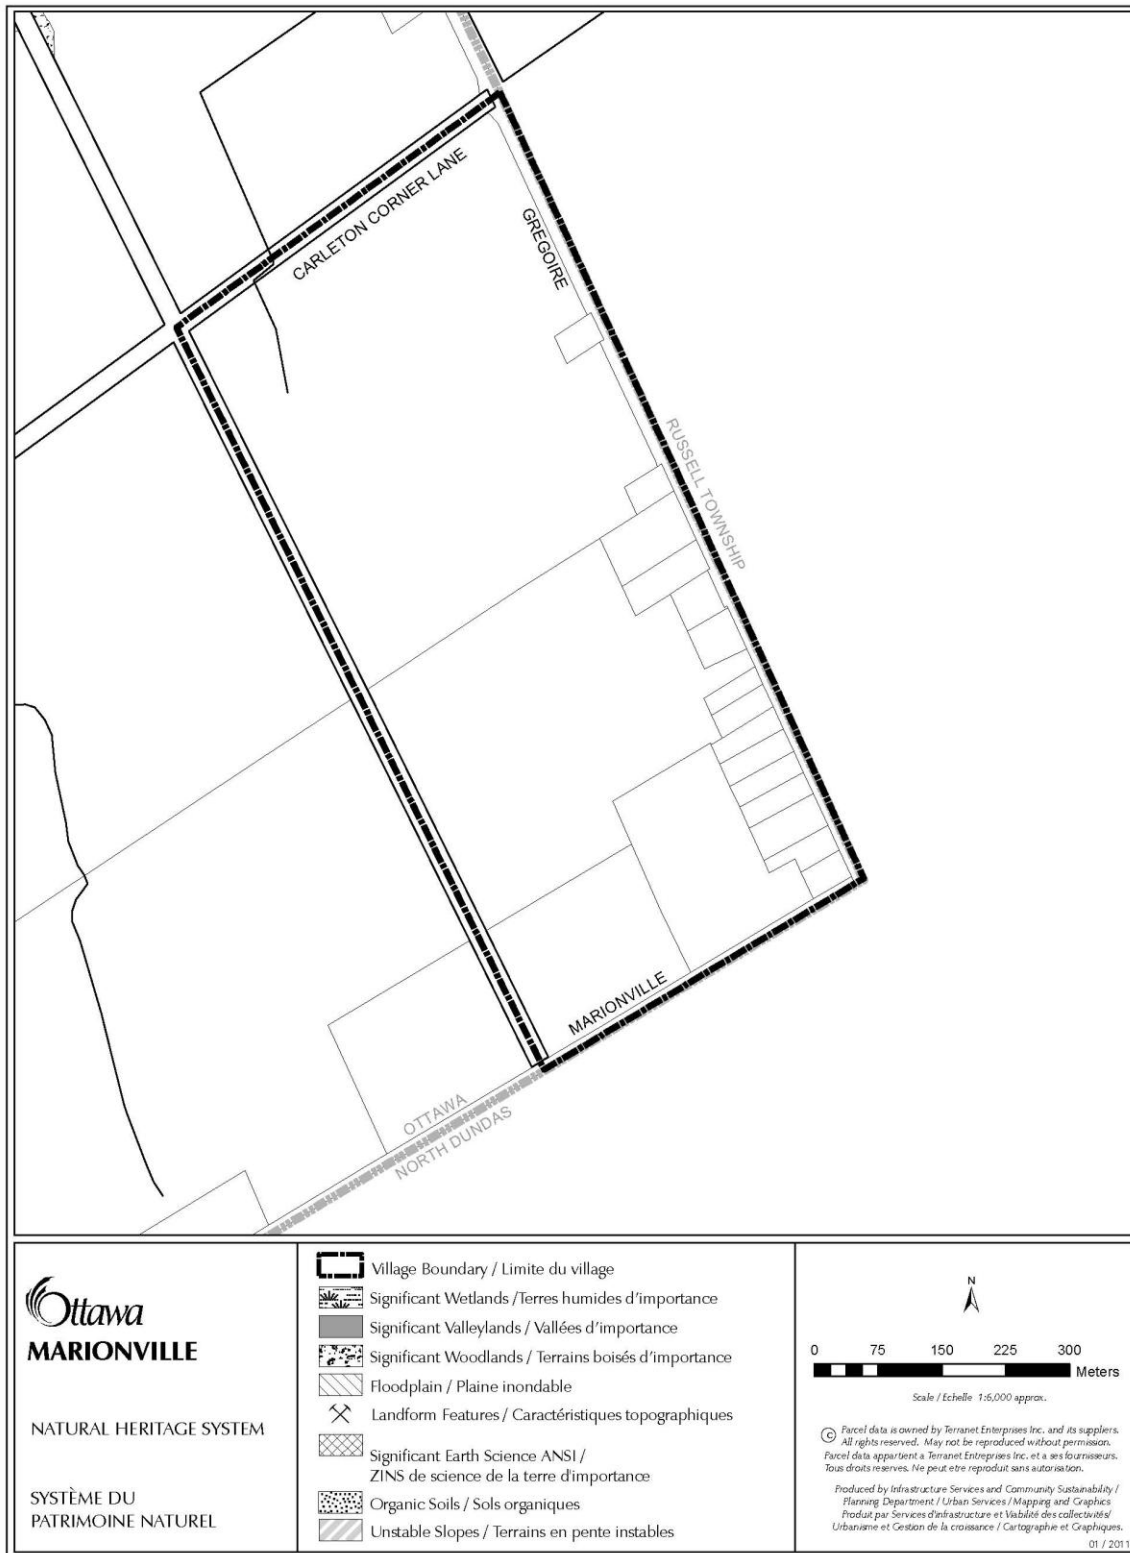 CARLETON CORNER LANE
GREGOIRE
RUSSELL TOWNSHIP
MARIONVILLE
OTTAWA
NORTH DUNDAS
Ottawa
MARIONVILLE
NATURAL HERITAGE SYSTEM
SYSTÈME DU
PATRIMOINE NATUREL
Village Boundary / Limite du village
Significant Wetlands /Terres humides d'importance
Significant Valleylands / Vallées d'importance
Significant Woodlands / Terrains boisés d'importance
Floodplain / Plaine inondable
Landform Features / Caractéristiques topographiques
Significant Earth Science ANSI /
ZINS de science de la terre d'importance
Organic Soils / Sols organiques
Unstable Slopes / Terrains en pente instables
N
0 75 150 225 300
Meters
Scale / Echelle 1:6,000 approx.
© Parcel data is owned by Terranet Enterprises Inc. and its suppliers.
All rights reserved. May not be reproduced without permission.
Parcel data appartient a Terranet Entreprises Inc. et a ses fournisseurs.
Tous droits reserves. Ne peut etre reproduit sans autorisation.
Produced by Infrastructure Services and Community Sustainability /
Planning Department / Urban Services / Mapping and Graphics
Produit par Services d'infrastructure et Viabilité des collectivités/
Urbanisme et Gestion de la croissance / Cartographie et Graphiques.
01 / 2011